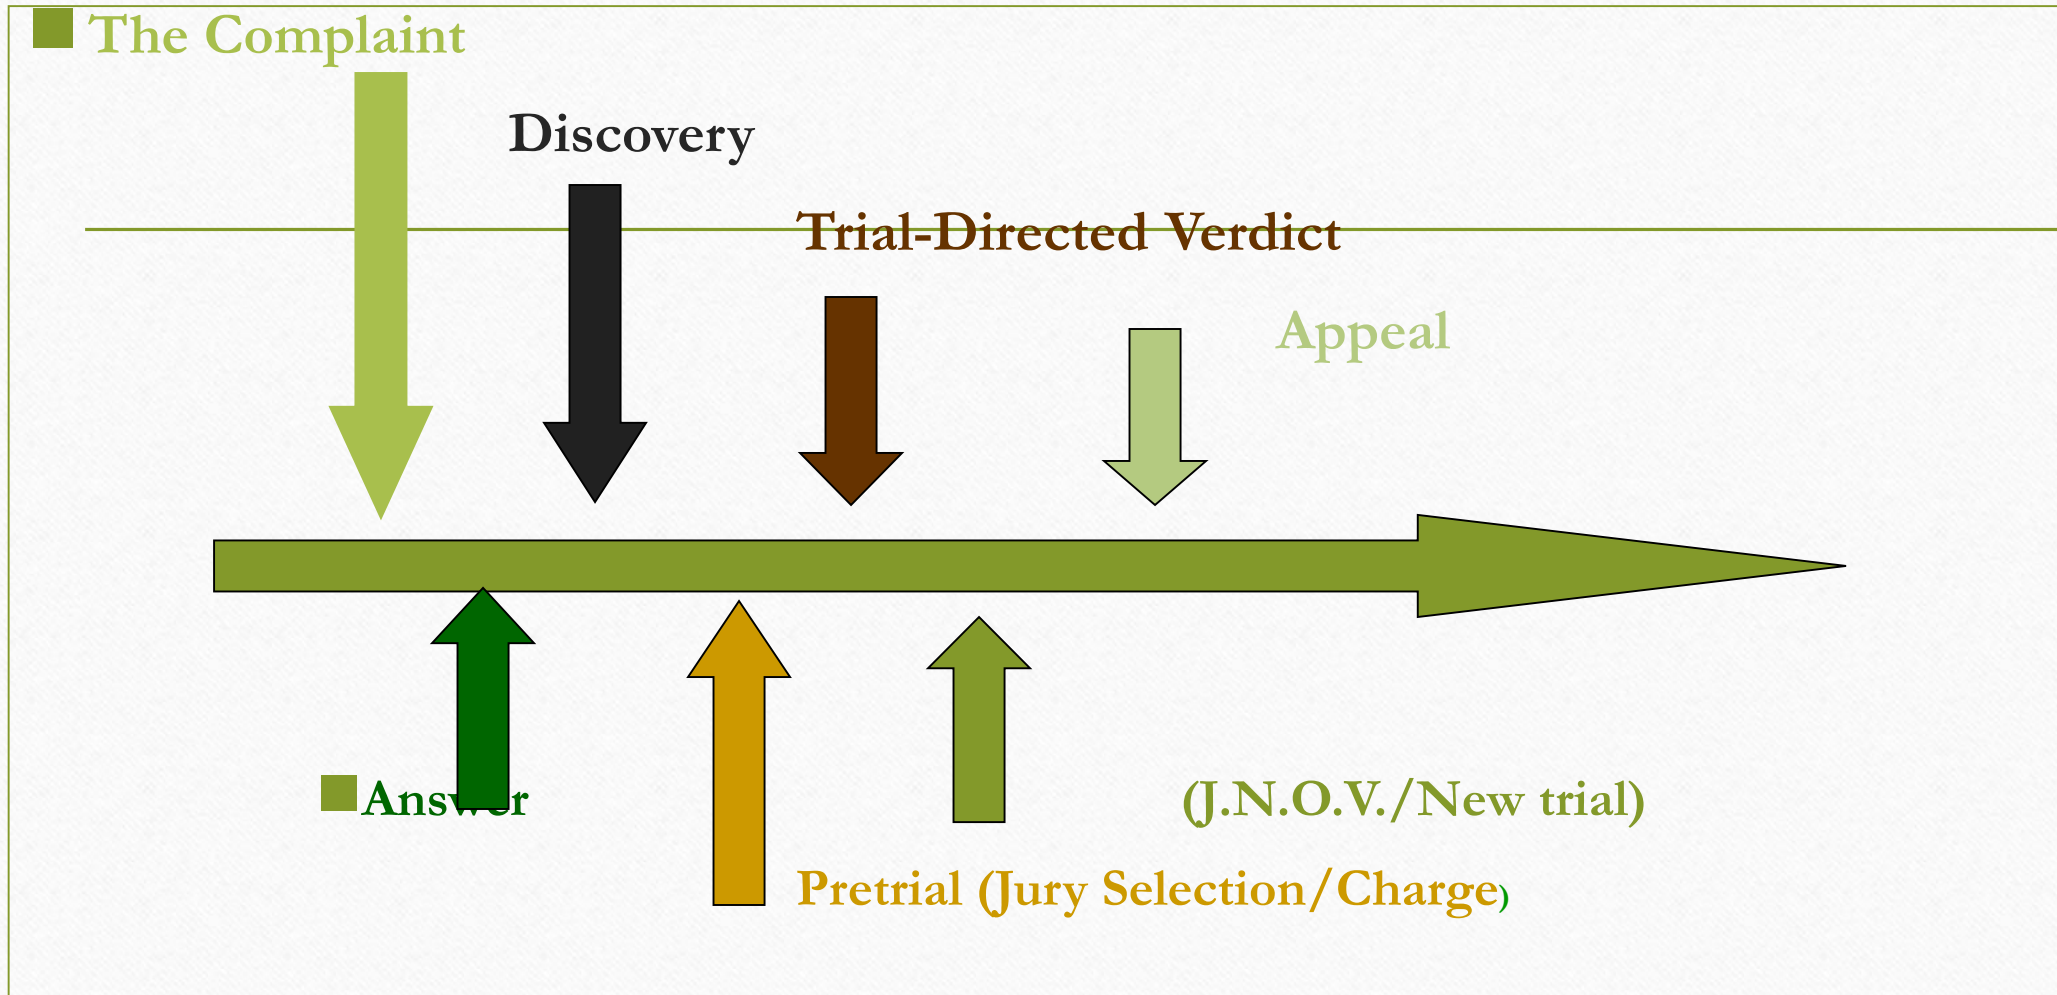 The Complaint
Discovery
Trial-Directed Verdict
Appeal
Answer
(J.N.O.V./New trial)
Pretrial (Jury Selection/Charge)